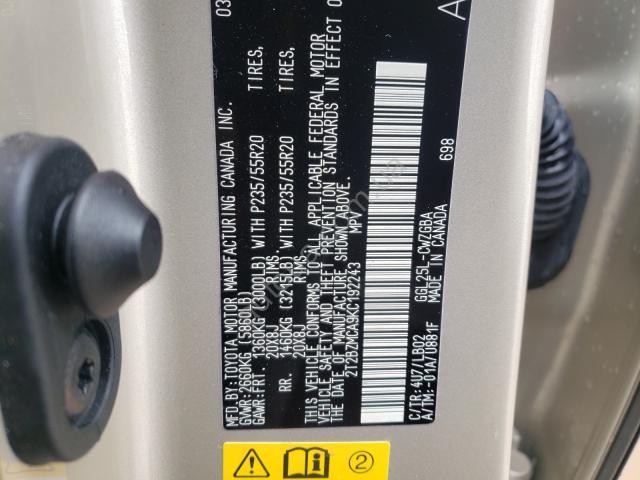 03
A
MFD. BY:TOYOTA MOTOR MANUFACTURING CANADA INC.
GVWR:2660KG (5880LB)
GAWR:FRT. 1360KG (3000LB) WITH P235/55R20 TIRES,
20X8J RIMS.
RR. 1460KG (3215LB) WITH P235/55R20 TIRES,
20X8J RIMS.
THIS VEHICLE CONFORMS TO ALL APPLICABLE FEDERAL MOTOR
VEHICLE SAFETY AND THEFT PREVENTION STANDARDS IN EFFECT O
DATE OF MANUFACTURE SHOWN ABOVE.
2T2BZMCA9KC192243 MPV
698
C/TR:4U7/LB02 GGL25L-CWZGBA
A/TM:-01A/U881F MADE IN CANADA
2